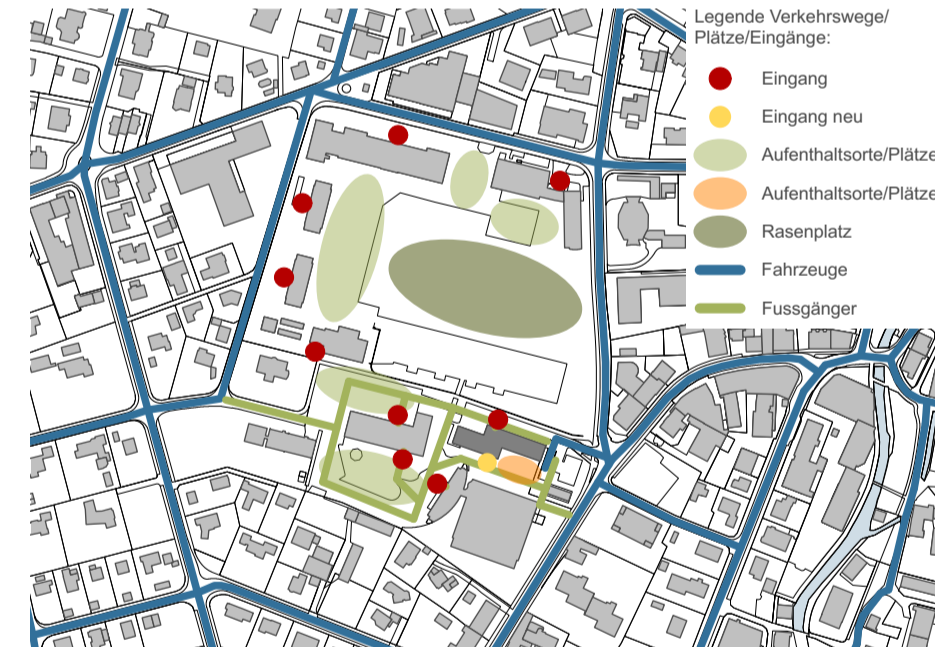 Legende Verkehrswege/
Plätze/Eingänge:
Eingang
Eingang neu
Aufenthaltsorte/Plätze
Aufenthaltsorte/Plätze
Rasenplatz
Fahrzeuge
Fussgänger